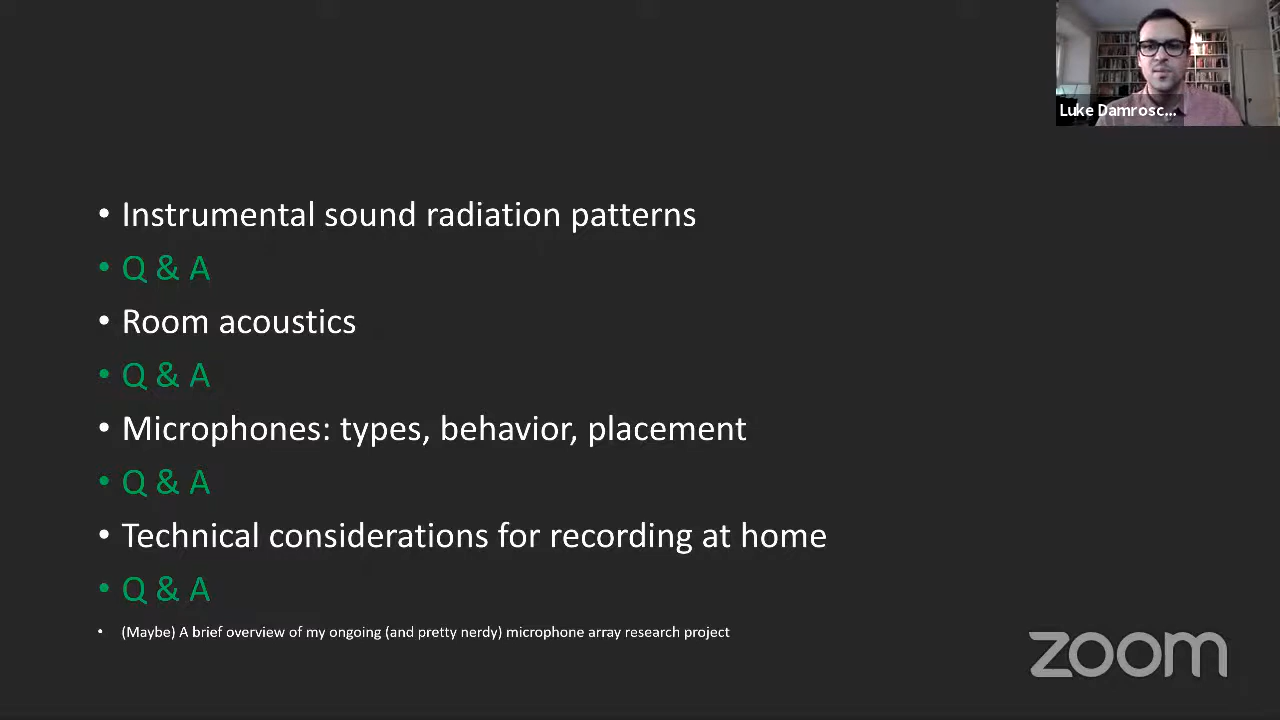 Luke Damrosc...
• Instrumental sound radiation patterns
• Q & A
• Room acoustics
• Q & A
• Microphones: types, behavior, placement
• Q & A
• Technical considerations for recording at home
• Q & A
• (Maybe) A brief overview of my ongoing (and pretty nerdy) microphone array research project
zoom